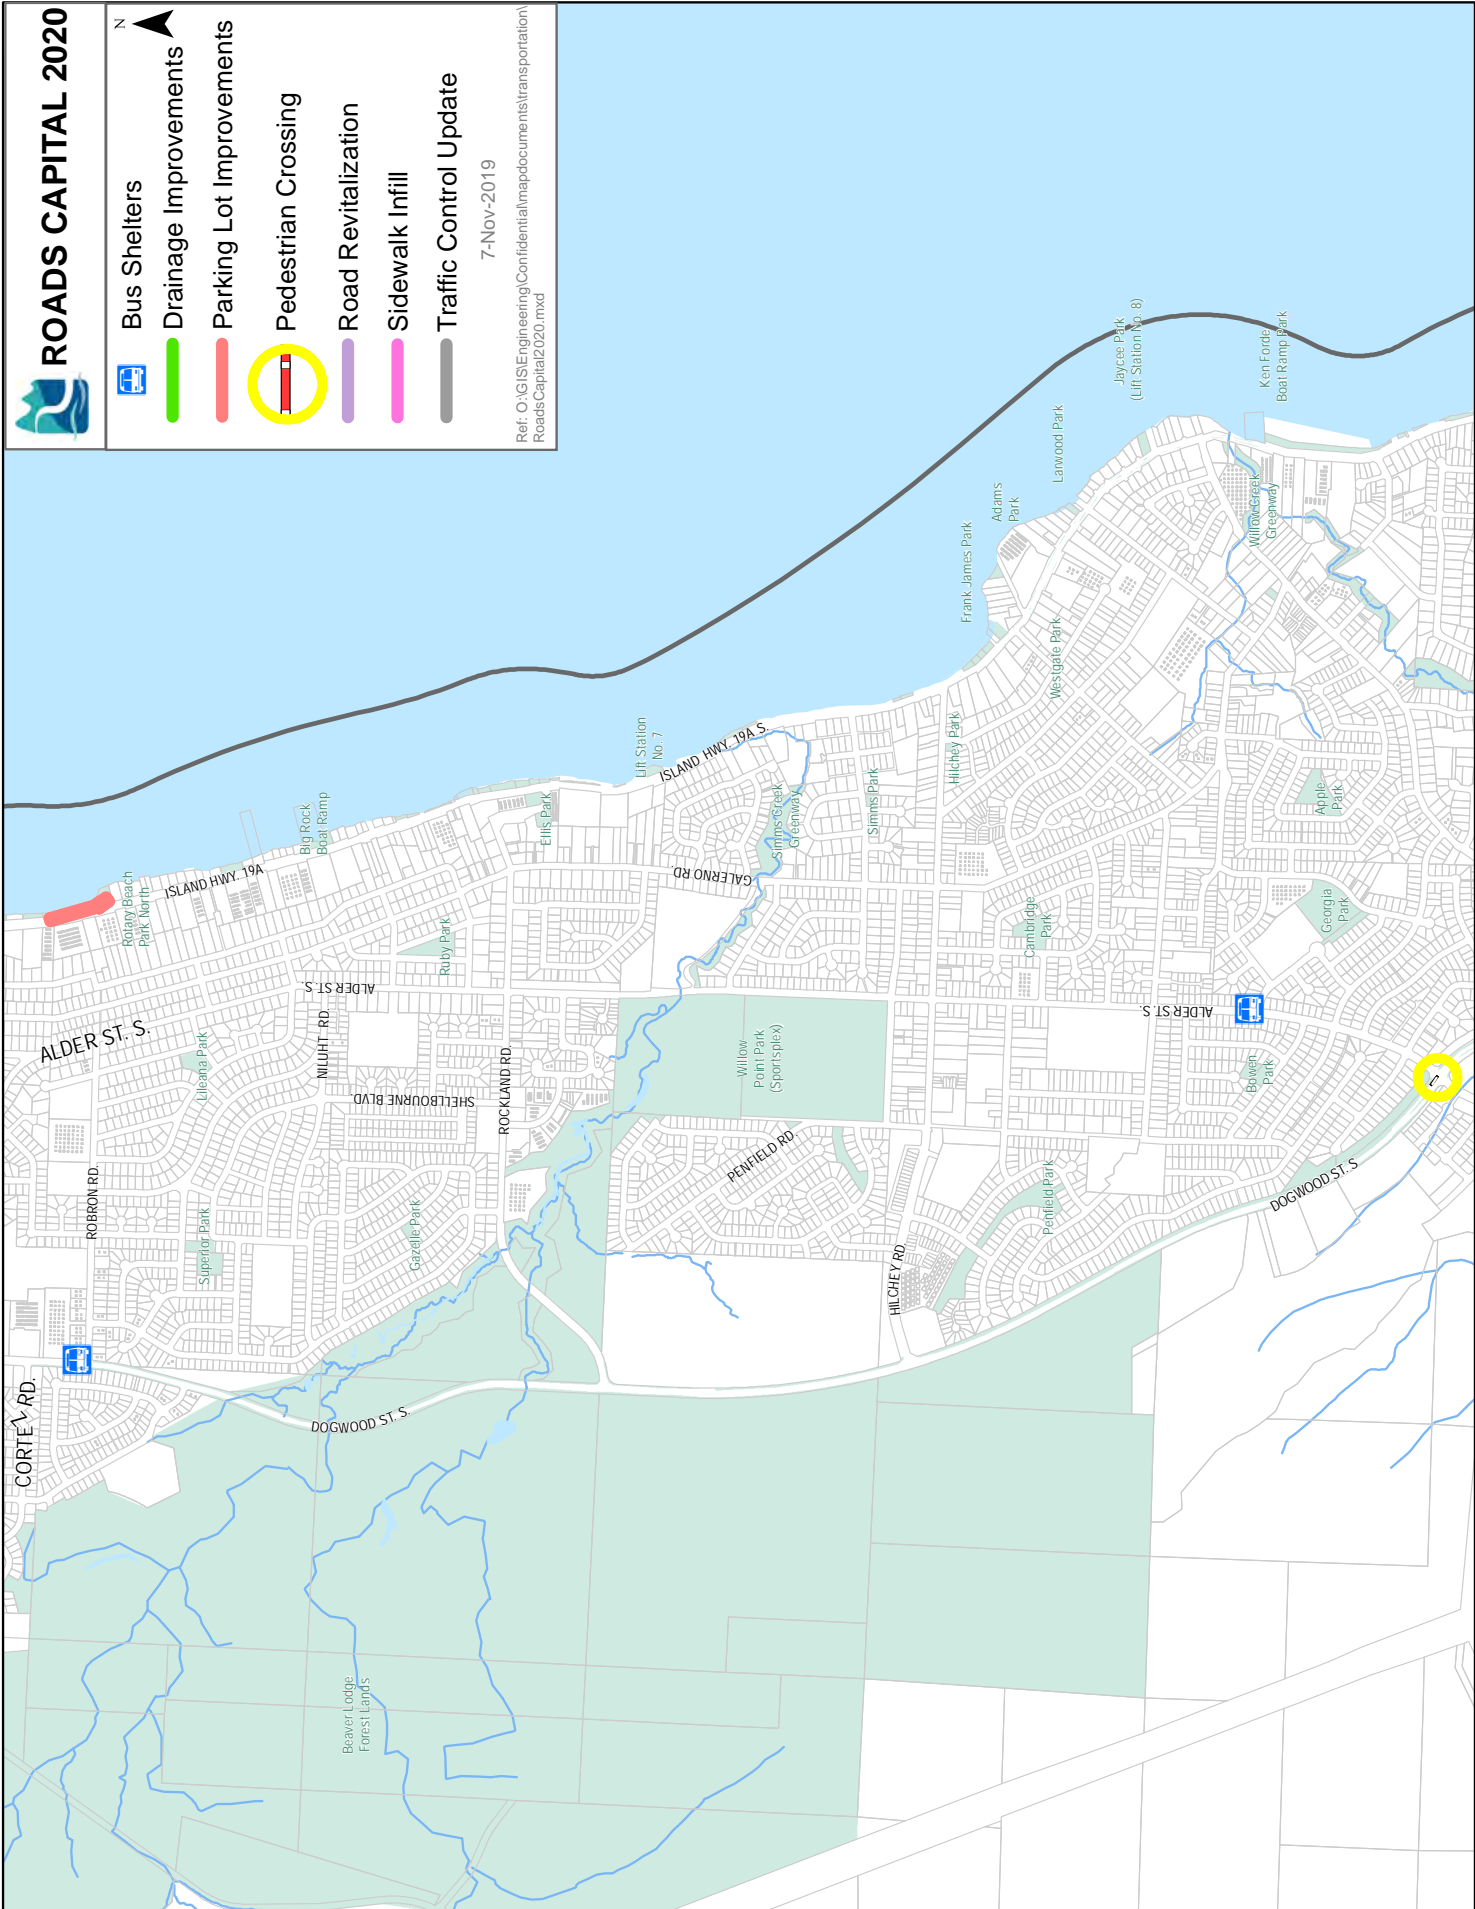 ROADS CAPITAL 2020
N
Bus Shelters
Drainage Improvements
Parking Lot Improvements
Pedestrian Crossing
Road Revitalization
Sidewalk Infill
Traffic Control Update
7-Nov-2019
Ref: O:\GIS\Engineering\Confidential\mapdocuments\transportation\
RoadsCapital2020.mxd
Jaycee Park
(Lift Station No. 8)
Ken Forde
Boat Ramp Park
Larwood Park
Adams
Park
Frank James Park
Willow Creek
Greenway
Westgate Park
Lift Station
No. 7
ISLAND HWY. 19A S.
Hilchey Park
Simms Park
Simms Creek
Greenway
Apple
Park
Big Rock
Boat Ramp
Ellis Park
ISLAND HWY. 19A
Rotary Beach
Park North
GALERNO RD.
Ruby Park
Cambridge
Park
Georgia
Park
ALDER ST. S.
ALDER ST. S.
ALDER ST. S.
Lileana Park
NILUHT RD.
SHELLBOURNE BLVD.
ROCKLAND RD.
Willow
Point Park
(Sportsplex)
Bowen
Park
PENFIELD RD.
ROBRON RD.
Superior Park
Gazelle Park
Penfield Park
DOGWOOD ST. S
HILCHEY RD.
CORTEZ RD.
DOGWOOD ST. S.
Beaver Lodge
Forest Lands